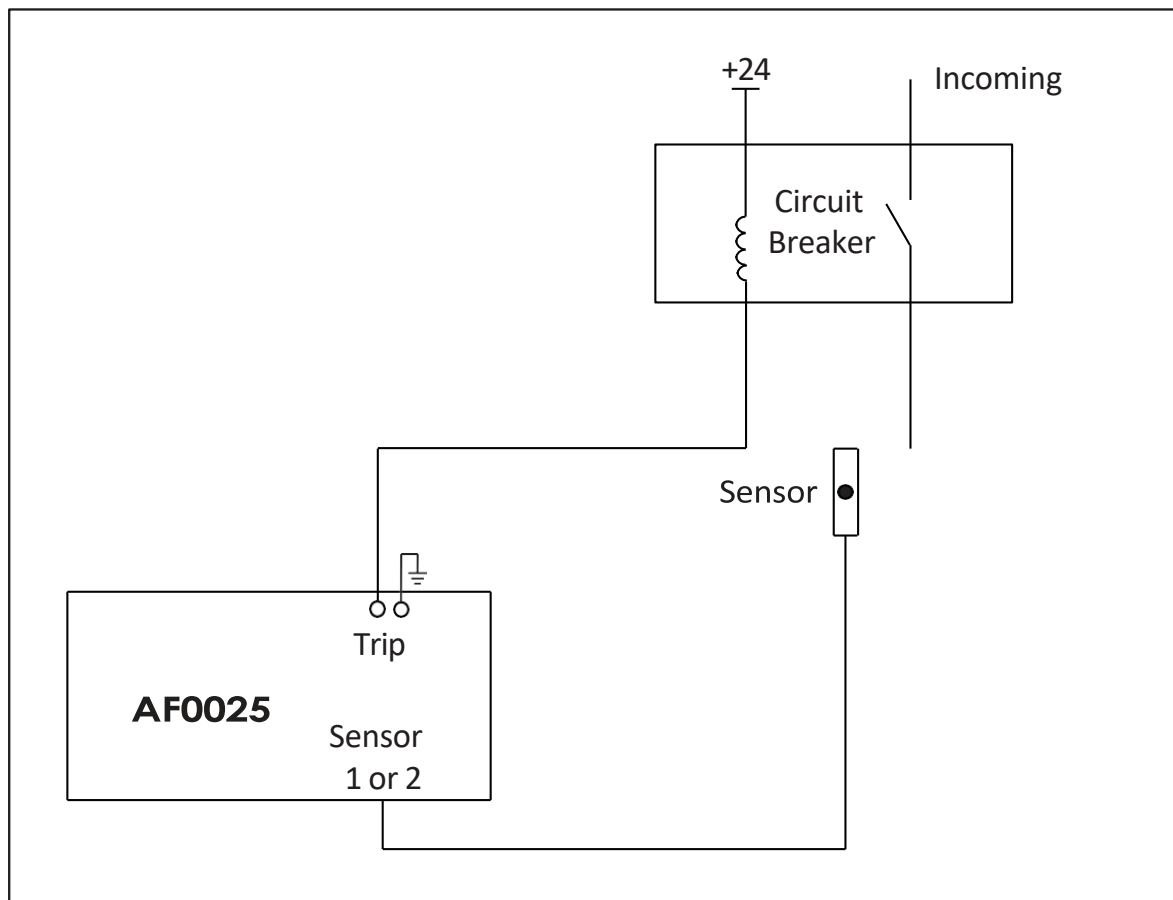 +24
Incoming
Circuit
Breaker
Sensor
Trip
AF0025
Sensor
1 or 2